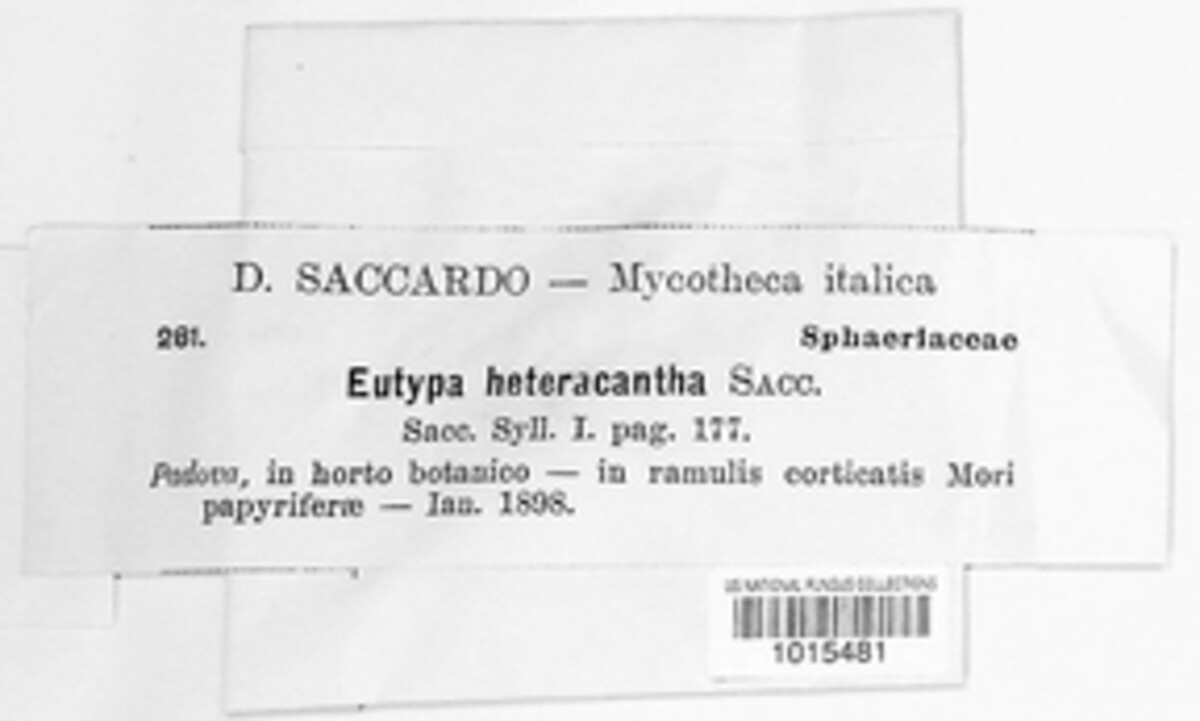 D. SACCARDO — Mycotheca italica
281. Sphaeriaceae
Eutypa heteracantha SACC.
Sacc. Syll. I. pag. 177.
Padova, in horto botanico — in ramulis corticatis Mori
papyriferæ — Ian. 1898.
US NATIONAL FUNGUS COLLECTIONS
1015481